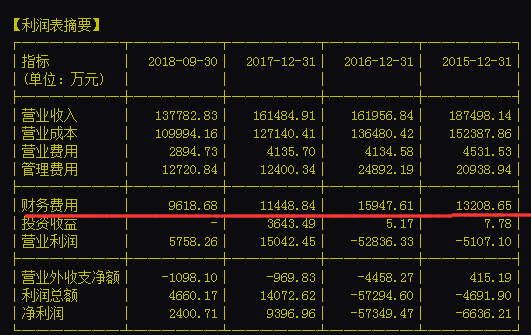 【利润表摘要】
指标 2018-09-30 2017-12-31 2016-12-31 2015-12-31
(单位：万元)
营业收入 137782.83 161484.91 161956.84 187498.14
营业成本 109994.16 127140.41 136480.42 152387.86
营业费用 2894.73 4135.70 4134.58 4531.53
管理费用 12720.84 12400.34 24892.19 20938.94
财务费用 9618.68 11448.84 15947.61 13208.65
投资收益 - 3643.49 5.17 7.78
营业利润 5758.26 15042.45 -52836.33 -5107.10
营业外收支净额 -1098.10 -969.83 -4458.27 415.19
利润总额 4660.17 14072.62 -57294.60 -4691.90
净利润 2400.71 9396.96 -57349.47 -6636.21